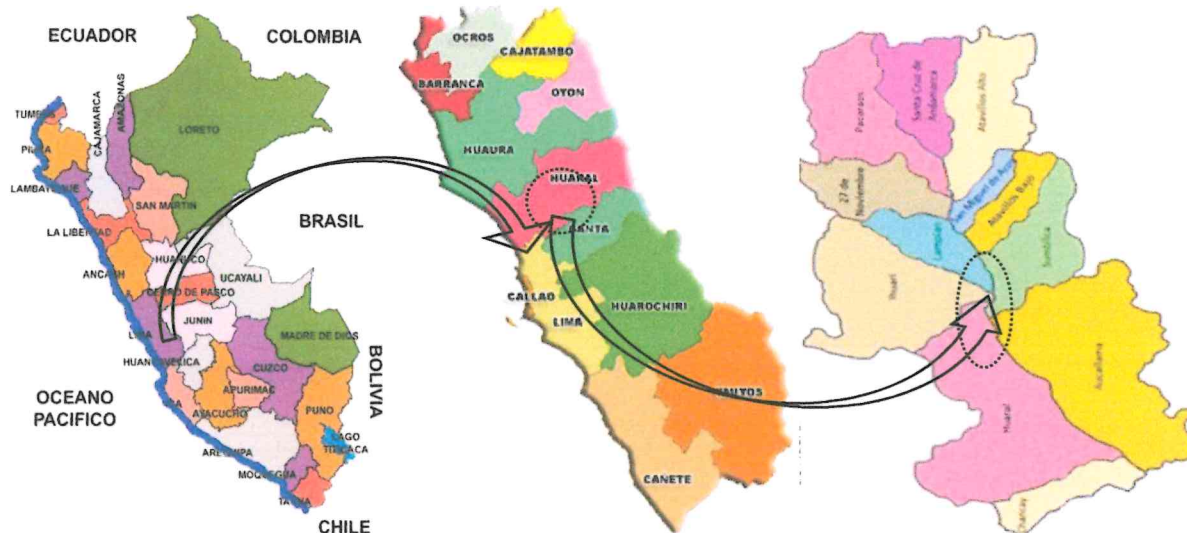 ECUADOR
COLOMBIA
TUMBES
PIURA
CAJAMARCA
AMAZONAS
LORETO
LAMBAYEQUE
SAN MARTIN
LA LIBERTAD
BRASIL
HUANUCO
ANCASH
UCAYALI
CERRO DE PASCO
LIMA
JUNIN
MADRE DE DIOS
HUANCAVELICA
CUZCO
BOLIVIA
OCEANO
PACIFICO
ICA
APURIMAC
AYACUCHO
PUNO
LAGO
TITICACA
AREQUIPA
MOQUEGUA
TACNA
CHILE
OCROS
CAJATAMBO
BARRANCA
OYON
HUAURA
HUARAL
CANTA
CALLAO
HUAROCHIRI
LIMA
YAUYOS
CANETE
Pacaraos
Santa Cruz de
Andamarca
Atavillos Alto
27 de
Noviembre
San Miguel de Acos
Atavillos Bajo
Lampian
Sumbilca
Ihuari
Aucallama
Huaral
Chancay